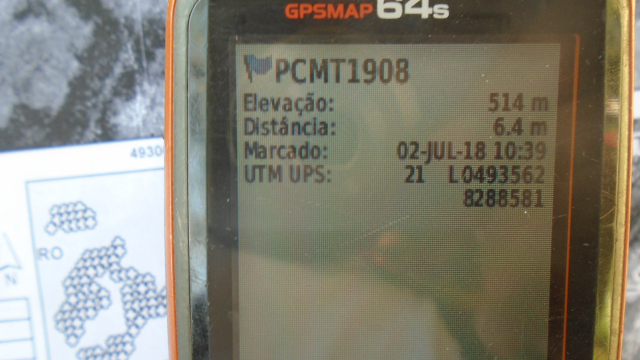 GPSMAP 64s
PCMT1908
Elevação: 514 m
Distância: 6.4 m
Marcado: 02-JUL-18 10:39
UTM UPS: 21 L0493562
8288581
4930
RO
N